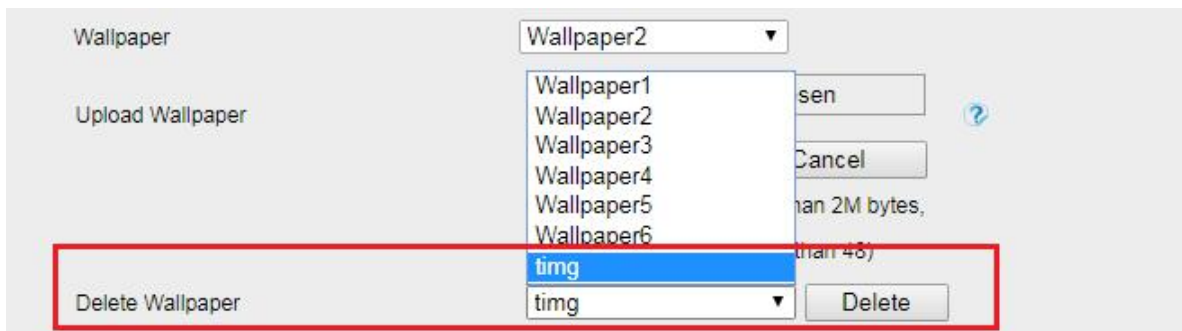 Wallpaper
Wallpaper2
Wallpaper1
sen
Upload Wallpaper
Wallpaper2
Wallpaper3
Wallpaper4
Cancel
Wallpaper5
han 2M bytes,
Wallpaper6
than 48)
timg
Delete Wallpaper
timg
Delete